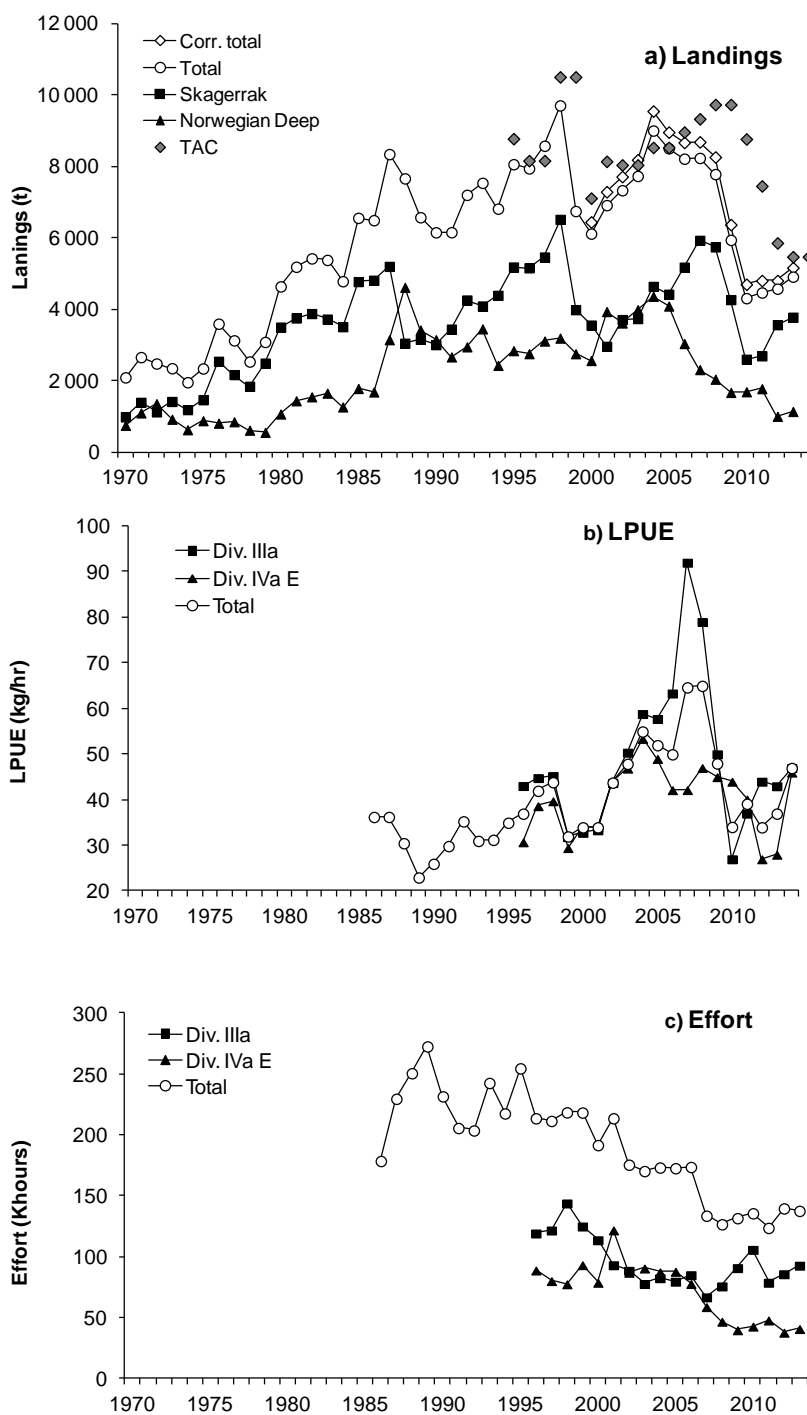 12 000
10 000
8 000
6 000
4 000
2 000
0
Lanings (t)
Corr. total
Total
Skagerrak
Norwegian Deep
TAC
a) Landings
1970 1975 1980 1985 1990 1995 2000 2005 2010
100
90
80
70
60
50
40
30
20
LPUE (kg/hr)
Div. IIIa
Div. IVa E
Total
b) LPUE
1970 1975 1980 1985 1990 1995 2000 2005 2010
300
250
200
150
100
50
0
Effort (Khours)
Div. IIIa
Div. IVa E
Total
c) Effort
1970 1975 1980 1985 1990 1995 2000 2005 2010